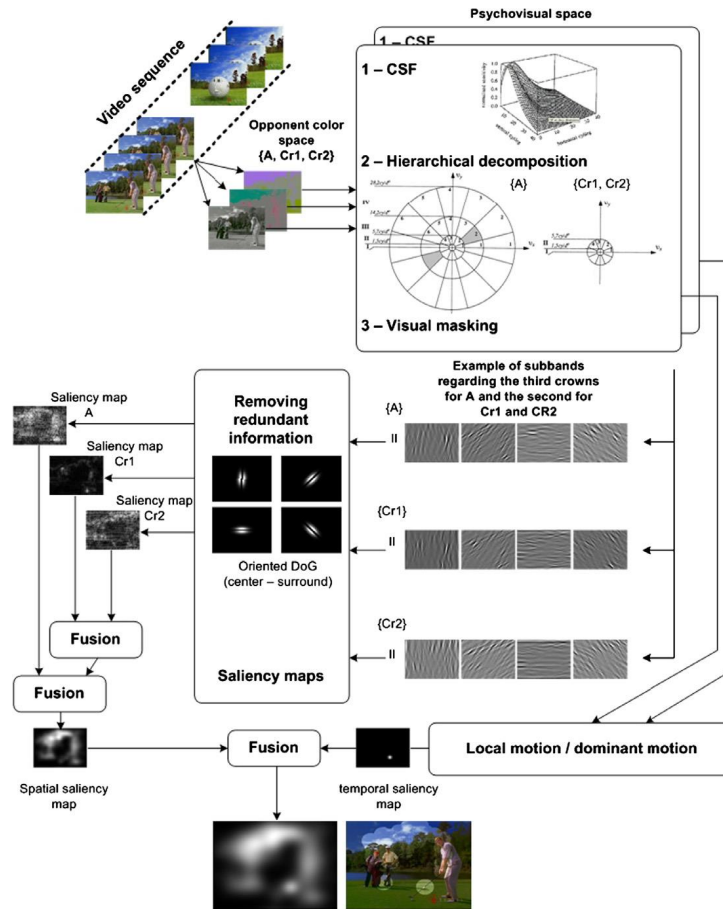 Psychovisual space
1 – CSF
1 – CSF
Video sequence
Opponent color
space
{A, Cr1, Cr2}
2 – Hierarchical decomposition
{A}
{Cr1, Cr2}
IV
III
II
I
II
I
3 – Visual masking
Example of subbands
regarding the third crowns
for A and the second for
Cr1 and CR2
Saliency map
A
Saliency map
Cr1
Saliency map
Cr2
Removing
redundant
information
Oriented DoG
(center – surround)
Saliency maps
{A}
II
{Cr1}
II
{Cr2}
II
Fusion
Fusion
Fusion
Local motion / dominant motion
Spatial saliency
map
temporal saliency
map